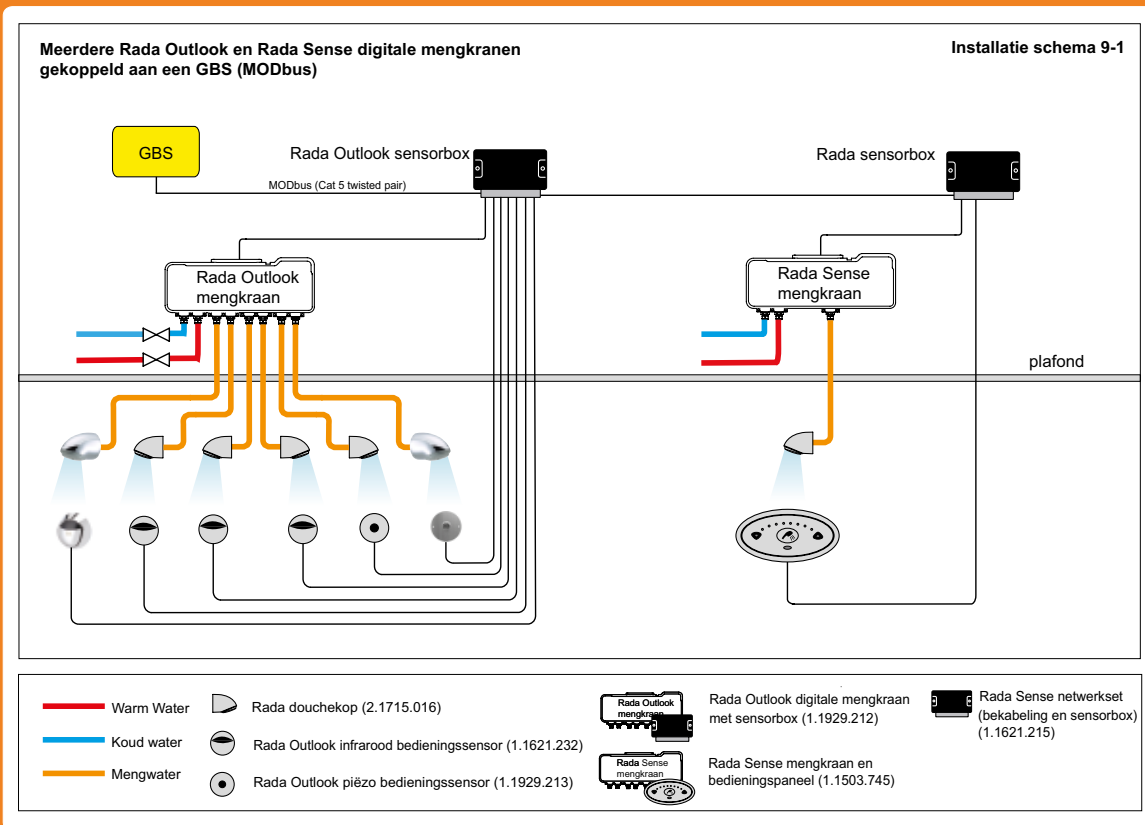 Meerdere Rada Outlook en Rada Sense digitale mengkranen
gekoppeld aan een GBS (MODbus)
Installatie schema 9-1
GBS
Rada Outlook sensorbox
Rada sensorbox
MODbus (Cat 5 twisted pair)
Rada Outlook
mengkraan
Rada Sense
mengkraan
plafond
Warm Water
Koud water
Mengwater
Rada douchekop (2.1715.016)
Rada Outlook infrarood bedieningssensor (1.1621.232)
Rada Outlook piëzo bedieningssensor (1.1929.213)
Rada Outlook
mengkraan
Rada Outlook digitale mengkraan
met sensorbox (1.1929.212)
Rada Sense
mengkraan
Rada Sense mengkraan en
bedieningspaneel (1.1503.745)
Rada Sense netwerkset
(bekabeling en sensorbox)
(1.1621.215)